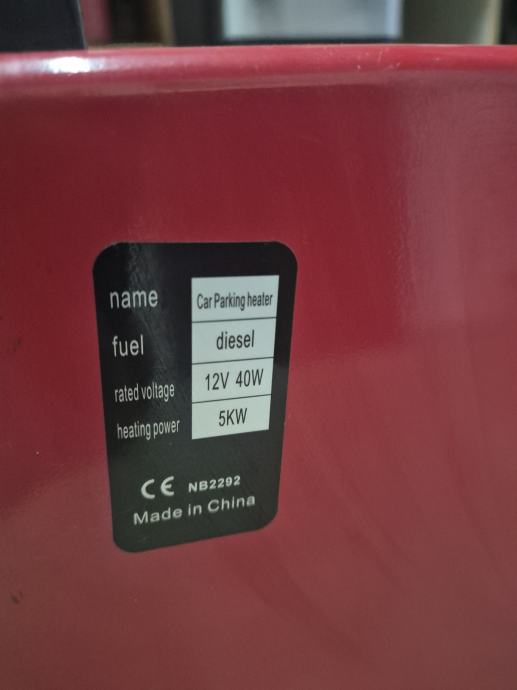 name Car Parking heater
fuel diesel
rated voltage 12V 40W
heating power 5KW
CE NB2292
Made in China